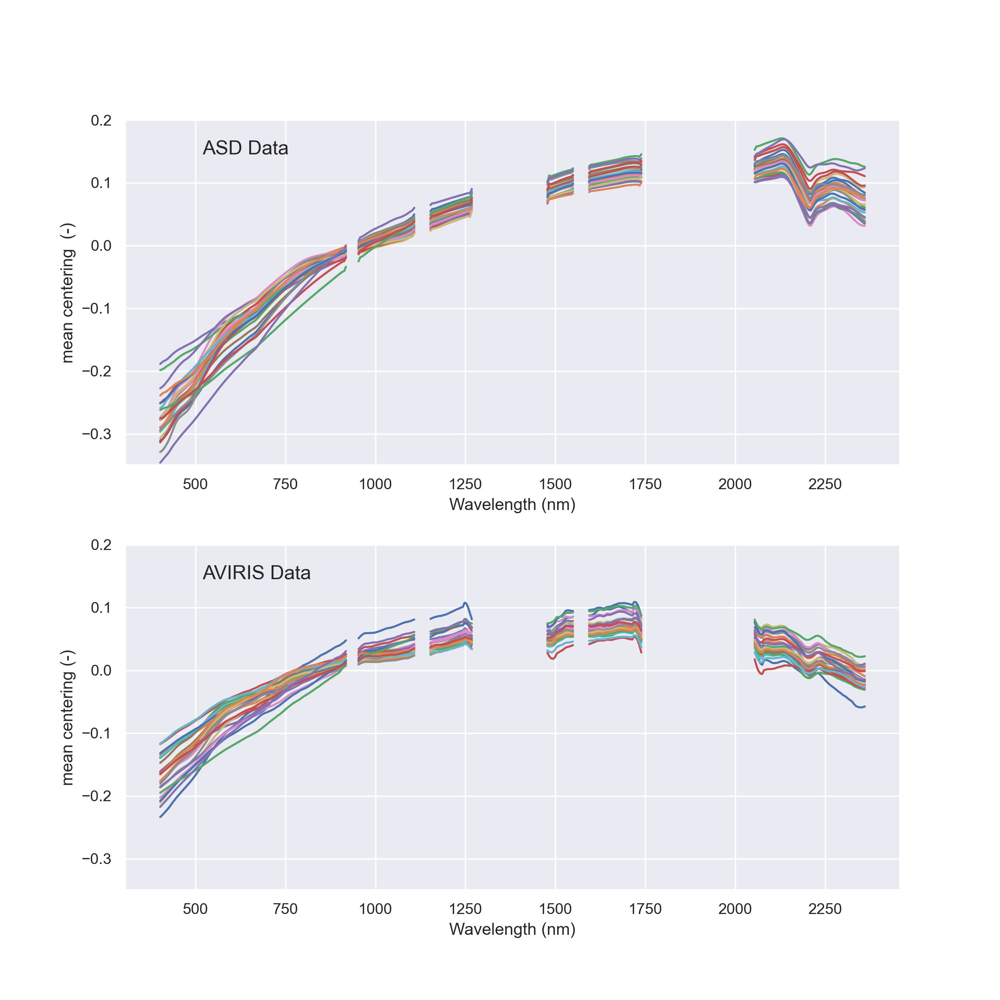 0.2
ASD Data
0.1
0.0
−0.1
−0.2
−0.3
mean centering  (-)
500 750 1000 1250 1500 1750 2000 2250
Wavelength (nm)
0.2
AVIRIS Data
0.1
0.0
−0.1
−0.2
−0.3
mean centering (-)
500 750 1000 1250 1500 1750 2000 2250
Wavelength (nm)